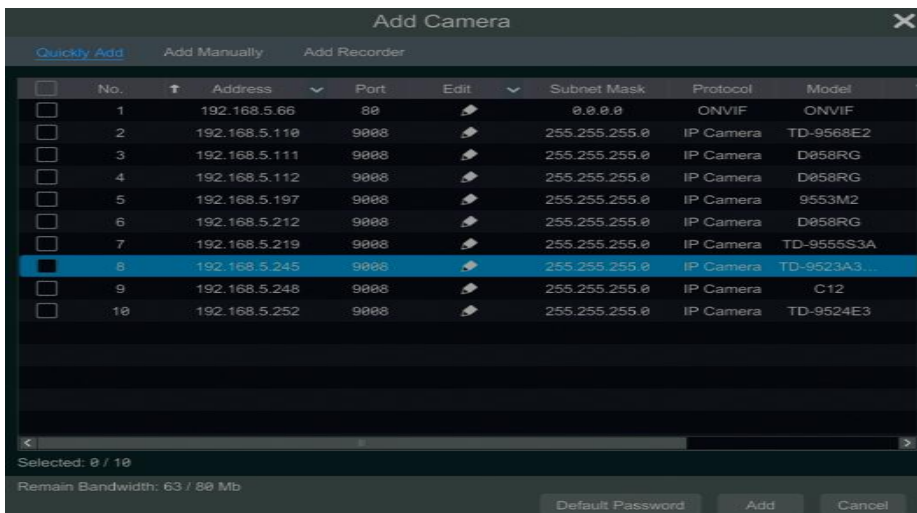 Add Camera
Quickly Add Add Manually Add Recorder
No. Address Port Edit Subnet Mask Protocol Model
1 192.168.5.66 80 0.0.0.0 ONVIF ONVIF
2 192.168.5.110 9008 255.255.255.0 IP Camera TD-9568E2
3 192.168.5.111 9008 255.255.255.0 IP Camera D058RG
4 192.168.5.112 9008 255.255.255.0 IP Camera D058RG
5 192.168.5.197 9008 255.255.255.0 IP Camera 9553M2
6 192.168.5.212 9008 255.255.255.0 IP Camera D058RG
7 192.168.5.219 9008 255.255.255.0 IP Camera TD-9555S3A
8 192.168.5.245 9008 255.255.255.0 IP Camera TD-9523A3...
9 192.168.5.248 9008 255.255.255.0 IP Camera C12
10 192.168.5.252 9008 255.255.255.0 IP Camera TD-9524E3
Selected: 0 / 10
Remain Bandwidth: 63 / 80 Mb
Default Password Add Cancel